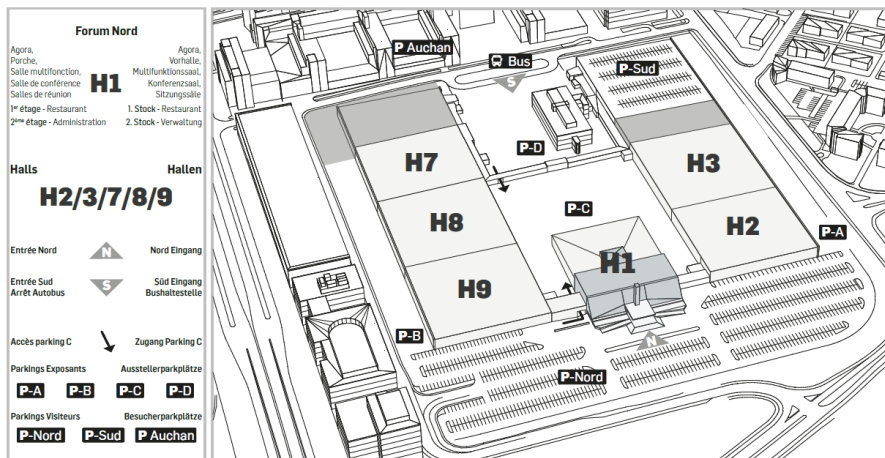 Forum Nord
Agora,
Porche,
Salle multifonction,
Salle de conférence
Salles de réunion
H1
Agora,
Vorhalle,
Multifunktionssaal,
Konferenzsaal,
Sitzungssäle
1er étage - Restaurant
1. Stock - Restaurant
2ème étage - Administration
2. Stock - Verwaltung
Halls
Hallen
H2/3/7/8/9
Entrée Nord
N
Nord Eingang
Entrée Sud
Arrêt Autobus
S
Süd Eingang
Bushaltestelle
Accès parking C
Zugang Parking C
Parkings Exposants
Ausstellerparkplätze
P-A
P-B
P-C
P-D
Parkings Visiteurs
Besucherparkplätze
P-Nord
P-Sud
P Auchan
P Auchan
Bus
S
P-Sud
P-D
H7
H3
P-C
H8
H2
P-A
H1
H9
P-B
N
P-Nord